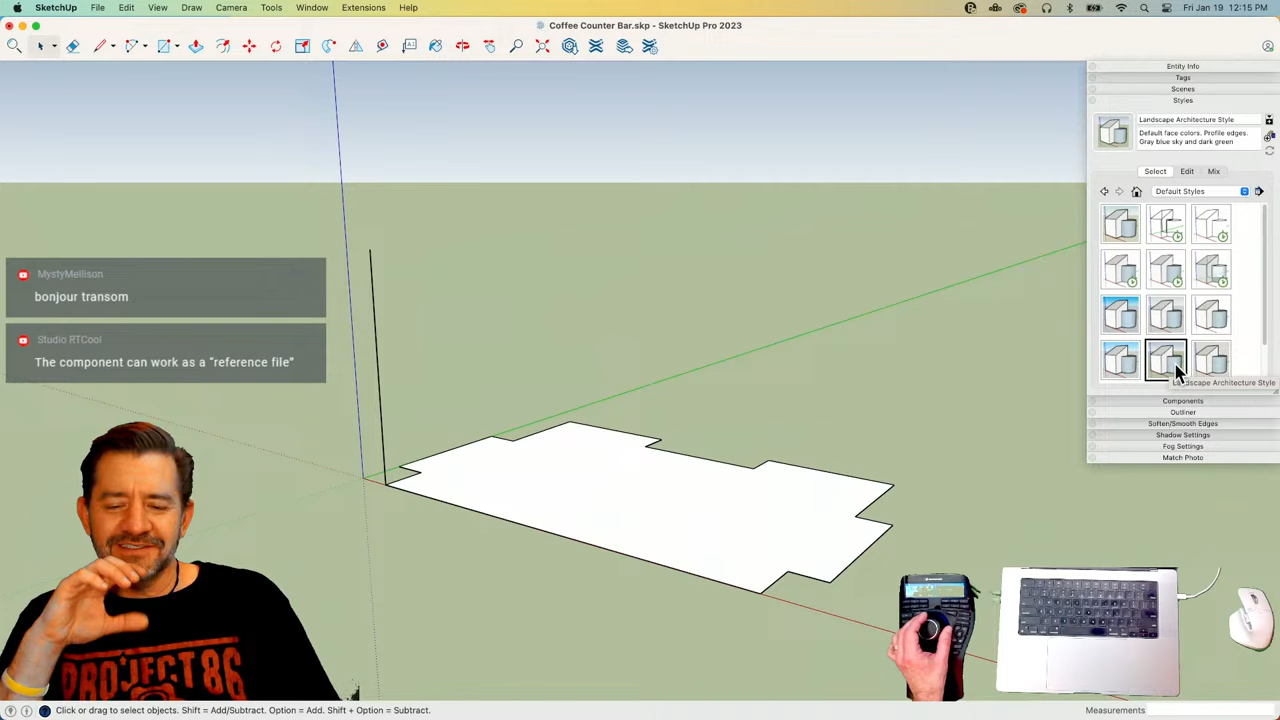 SketchUp File Edit View Draw Camera Tools Window Extensions Help
Fri Jan 19 12:15 PM
Coffee Counter Bar.skp - SketchUp Pro 2023
Entity Info
Tags
Scenes
Styles
Landscape Architecture Style
Default face colors. Profile edges.
Gray blue sky and dark green
Select Edit Mix
Default Styles
Landscape Architecture Style
Components
Outliner
Soften/Smooth Edges
Shadow Settings
Fog Settings
Match Photo
MystyMellison
bonjour transom
Studio RTCool
The component can work as a “reference file”
PROJECT 86
Click or drag to select objects. Shift = Add/Subtract. Option = Add. Shift + Option = Subtract.
Measurements